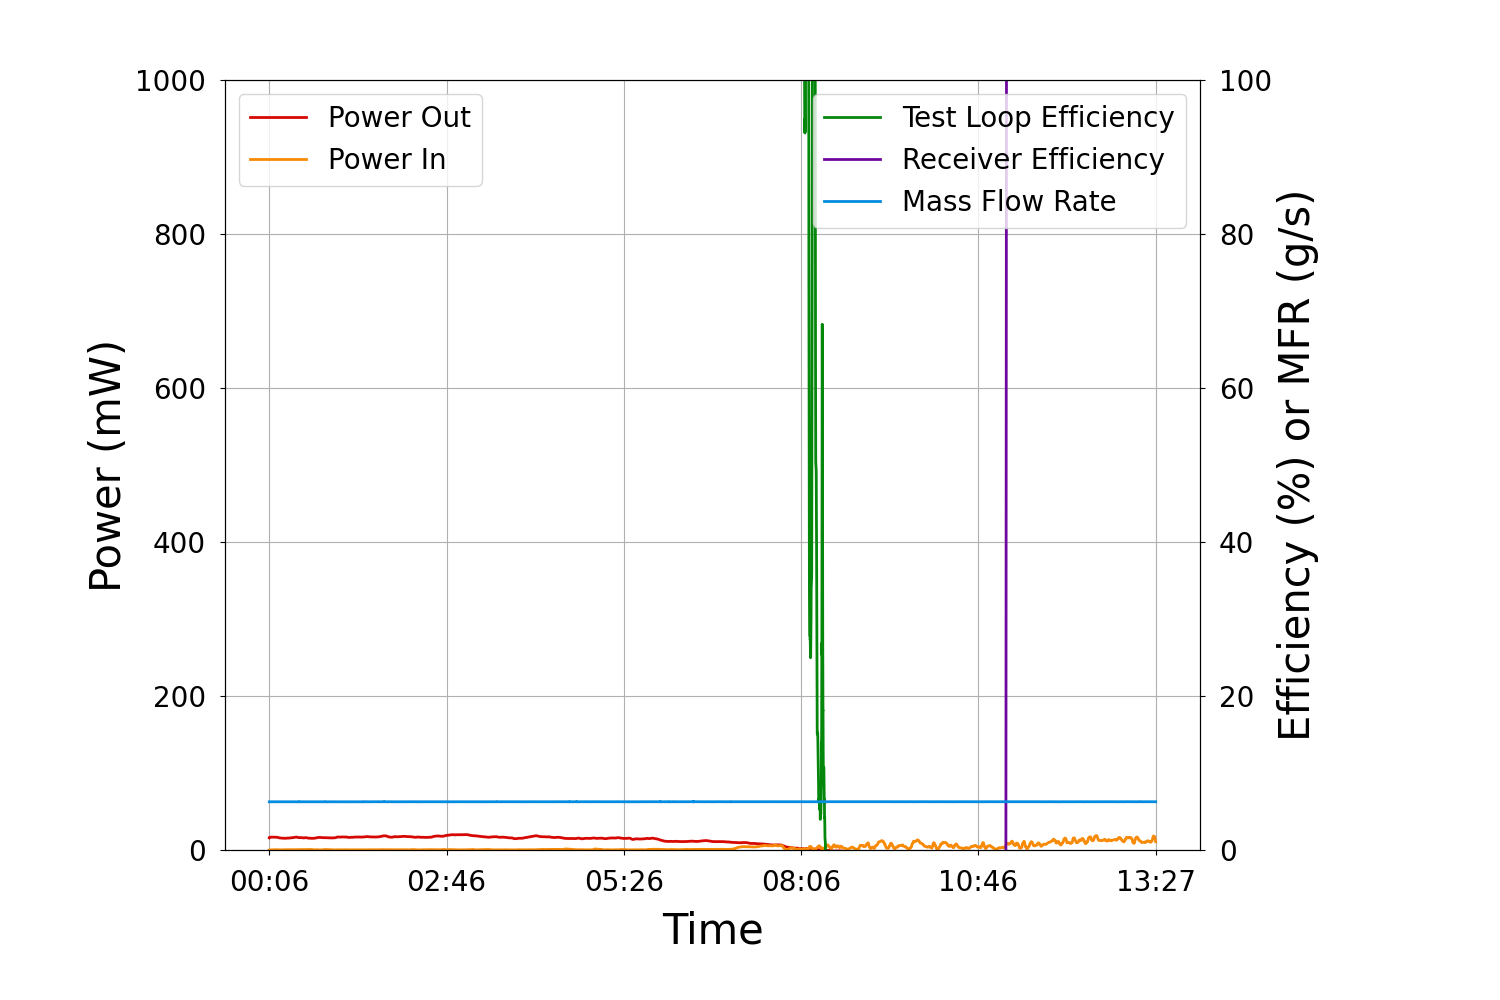 1000
800
600
400
200
0
Power (mW)
Power Out
Power In
Test Loop Efficiency
Receiver Efficiency
Mass Flow Rate
100
80
60
40
20
0
Efficiency (%) or MFR (g/s)
00:06 02:46 05:26 08:06 10:46 13:27
Time